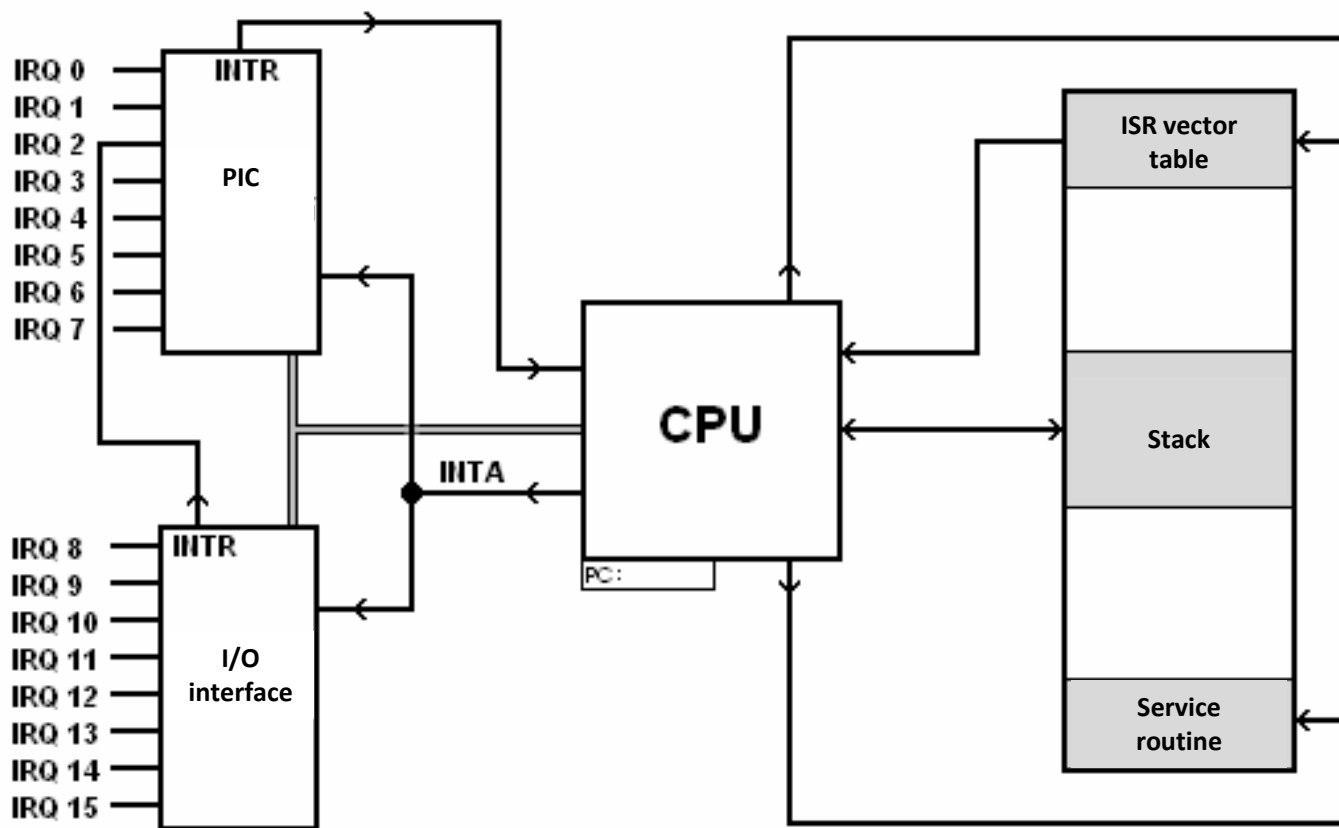 INTR
IRQ 0
IRQ 1
IRQ 2
IRQ 3
IRQ 4
IRQ 5
IRQ 6
IRQ 7
PIC
ISR vector
table
CPU
Stack
INTA
PC:
INTR
IRQ 8
IRQ 9
IRQ 10
IRQ 11
IRQ 12
IRQ 13
IRQ 14
IRQ 15
I/O
interface
Service
routine